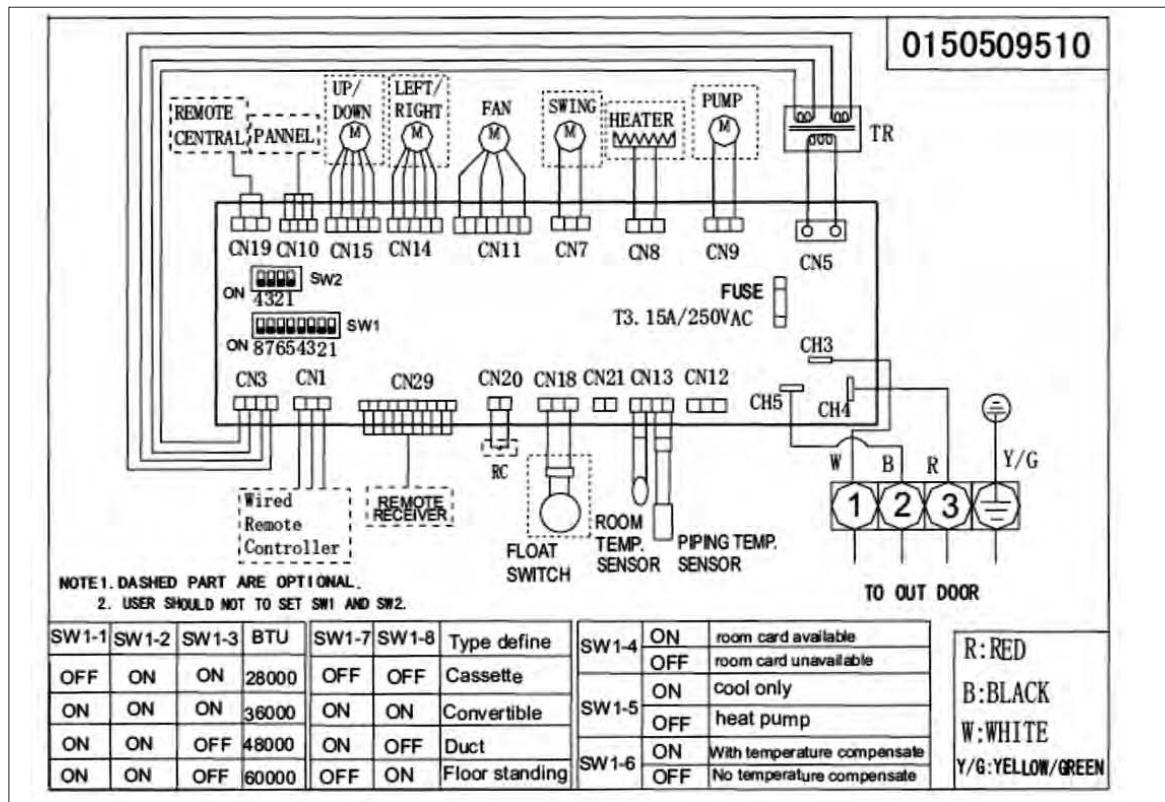 0150509510
REMOTE
CENTRAL
PANNEL
UP/
DOWN
M
LEFT/
RIGHT
M
FAN
M
SWING
M
HEATER
PUMP
M
TR
CN19 CN10 CN15 CN14 CN11 CN7 CN8 CN9 CN5
SW2
ON 4321
SW1
ON 87654321
FUSE
T3. 15A/250VAC
CH3
CN3 CN1 CN29 CN20 CN18 CN21 CN13 CN12
CH5
CH4
W B R Y/G
1 2 3
TO OUT DOOR
Wired
Remote
Controller
REMOTE
RECEIVER
RC
FLOAT
SWITCH
ROOM
TEMP.
SENSOR
PIPING TEMP.
SENSOR
NOTE1. DASHED PART ARE OPTIONAL.
2. USER SHOULD NOT TO SET SW1 AND SW2.
SW1-1 SW1-2 SW1-3 BTU
OFF ON ON 28000
ON ON ON 36000
ON ON OFF 48000
ON ON OFF 60000
SW1-7 SW1-8 Type define
OFF OFF Cassette
ON ON Convertible
ON OFF Duct
OFF ON Floor standing
SW1-4 ON room card available
OFF room card unavailable
SW1-5 ON cool only
OFF heat pump
SW1-6 ON With temperature compensate
OFF No temperature compensate
R:RED
B:BLACK
W:WHITE
Y/G:YELLOW/GREEN